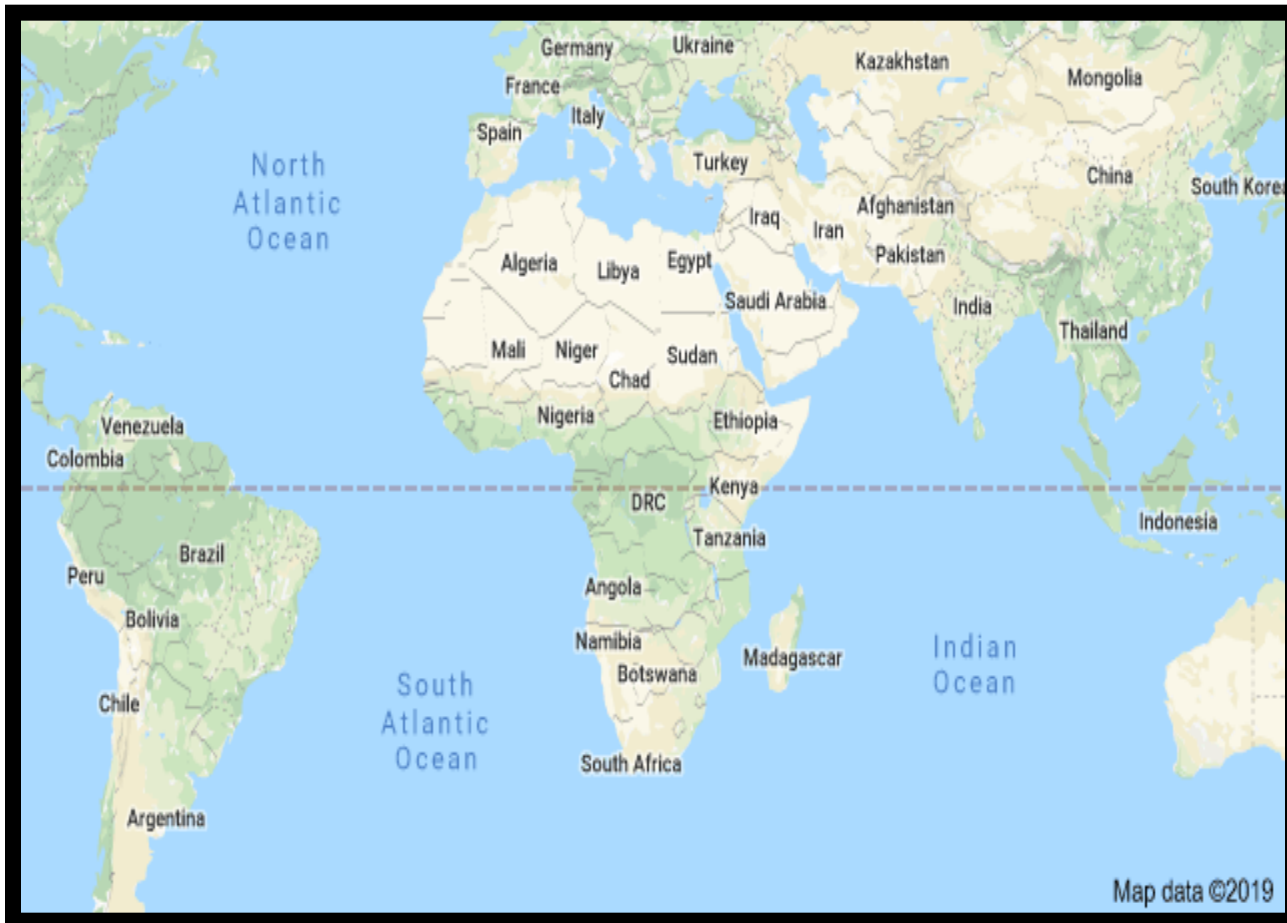 Germany
Ukraine
Kazakhstan
Mongolia
France
Italy
Spain
Turkey
North
Atlantic
Ocean
China
South Kore
Afghanistan
Iraq
Iran
Pakistan
Algeria
Libya
Egypt
Saudi Arabia
India
Thailand
Mali
Niger
Sudan
Chad
Nigeria
Ethiopia
Venezuela
Colombia
Kenya
DRC
Indonesia
Tanzania
Brazil
Peru
Angola
Bolivia
Namibia
Madagascar
Indian
Ocean
Botswana
South
Atlantic
Ocean
Chile
South Africa
Argentina
Map data ©2019